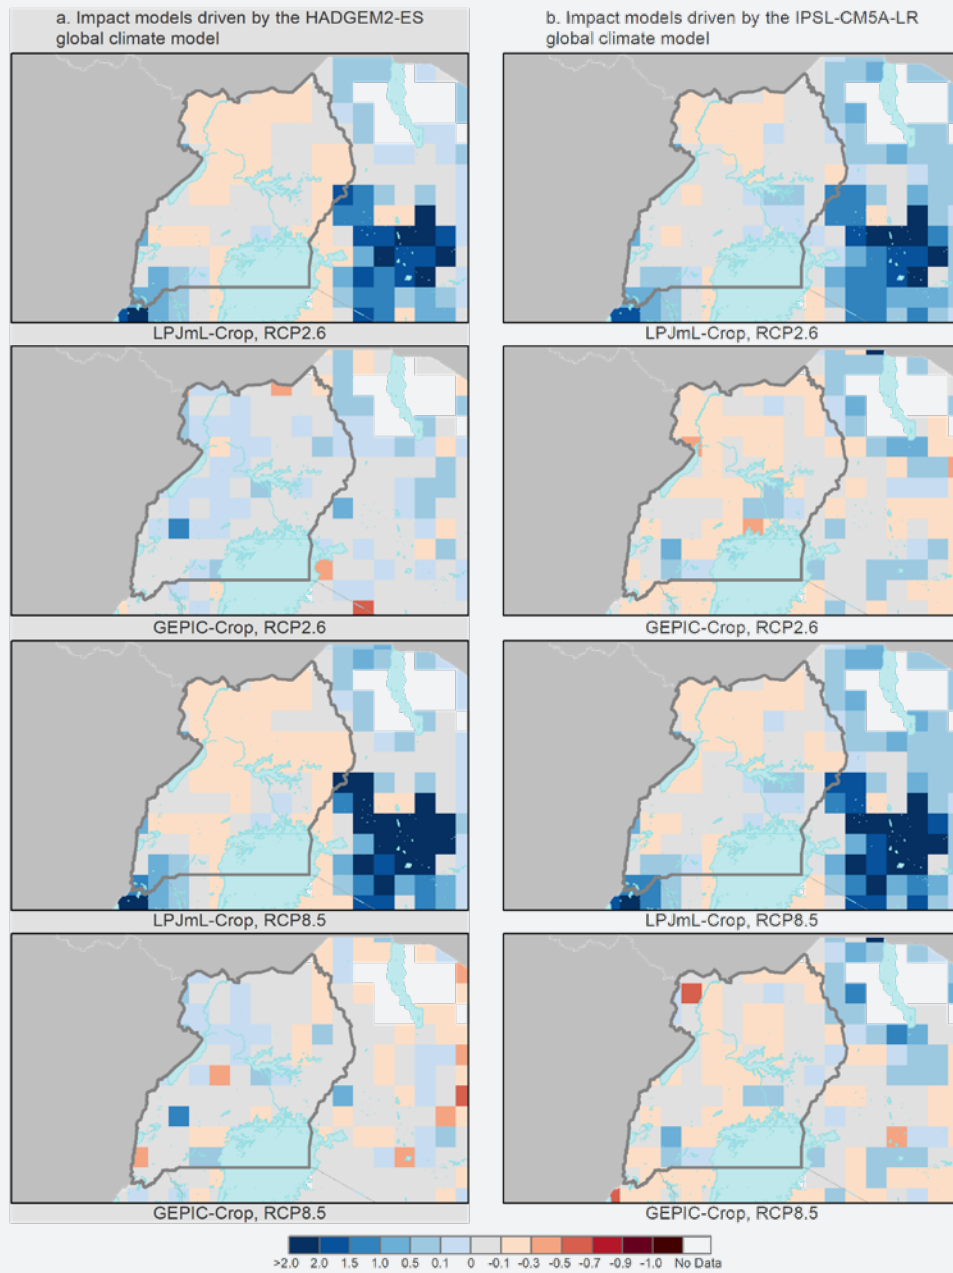 a. Impact models driven by the HADGEM2-ES
global climate model
b. Impact models driven by the IPSL-CM5A-LR
global climate model
LPJmL-Crop, RCP2.6
LPJmL-Crop, RCP2.6
GEPIC-Crop, RCP2.6
GEPIC-Crop, RCP2.6
LPJmL-Crop, RCP8.5
LPJmL-Crop, RCP8.5
GEPIC-Crop, RCP8.5
GEPIC-Crop, RCP8.5
>2.0 2.0 1.5 1.0 0.5 0.1 0 -0.1 -0.3 -0.5 -0.7 -0.9 -1.0 No Data